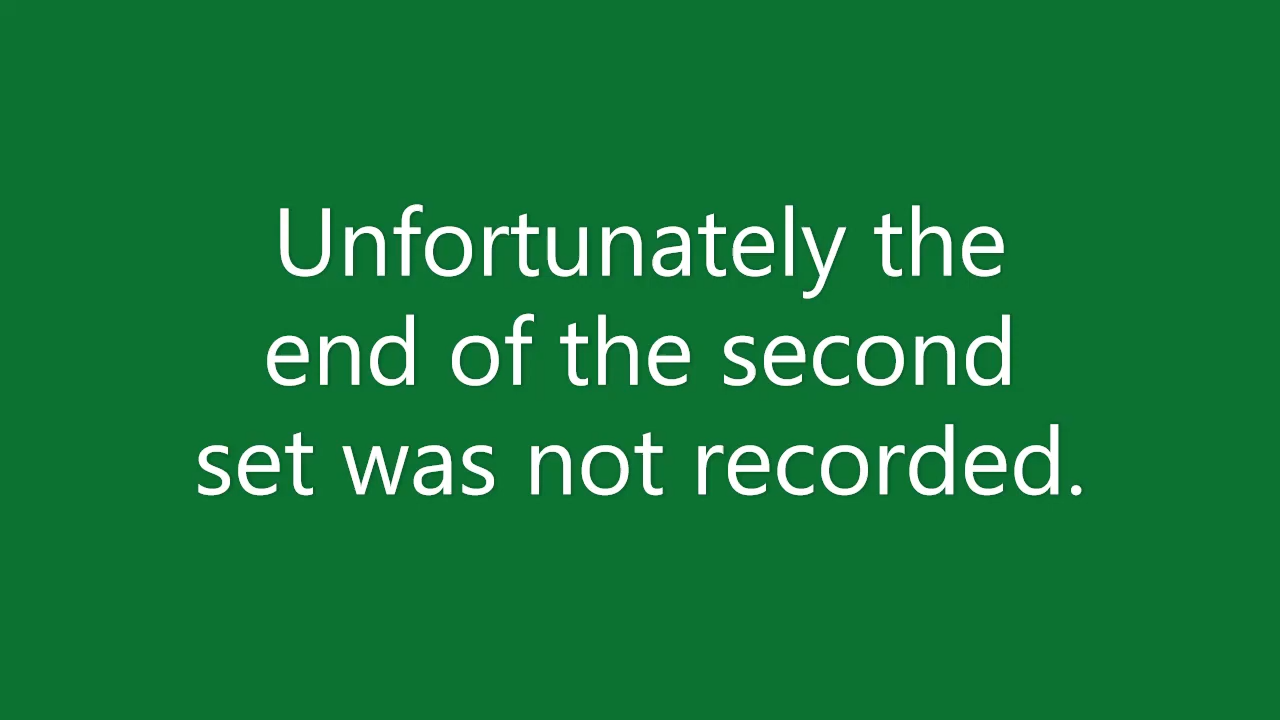 Unfortunately the
end of the second
set was not recorded.